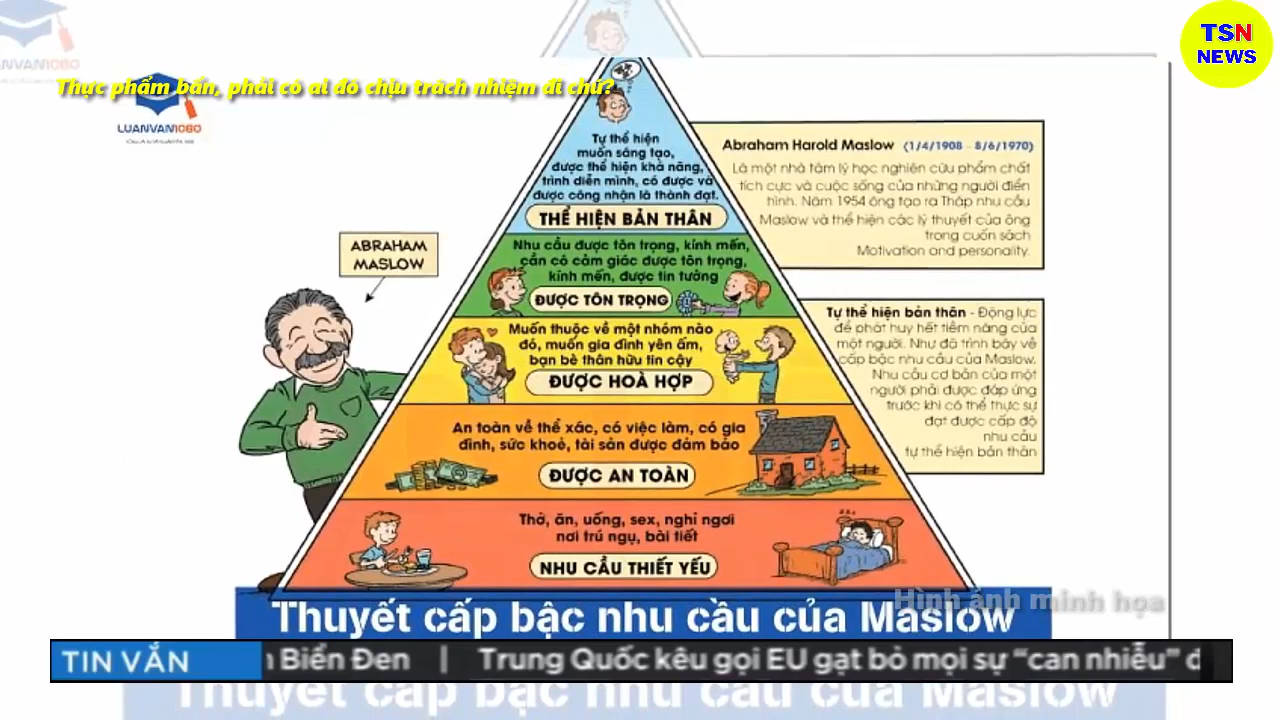 TSN
NEWS
Thực phẩm bẩn, phải có ai đó chịu trách nhiệm đi chứ?
LUANVAN1080
Tự thể hiện
muốn sáng tạo,
được thể hiện khả năng,
trình diễn mình, có được và
được công nhận là thành đạt.
THỂ HIỆN BẢN THÂN
Abraham Harold Maslow (1/4/1908 - 8/6/1970)
Là một nhà tâm lý học nghiên cứu phẩm chất
tích cực và cuộc sống của những người điển
hình. Năm 1954 ông tạo ra Tháp nhu cầu
Maslow và thể hiện các lý thuyết của ông
trong cuốn sách
Motivation and personality.
ABRAHAM
MASLOW
Nhu cầu được tôn trọng, kính mến,
cần có cảm giác được tôn trọng,
kính mến, được tin tưởng
ĐƯỢC TÔN TRỌNG
Tự thể hiện bản thân - Động lực
để phát huy hết tiềm năng của
một người. Như đã trình bày về
cấp bậc nhu cầu của Maslow,
Nhu cầu cơ bản của một
người phải được đáp ứng
trước khi có thể thực sự
đạt được cấp độ
nhu cầu
tự thể hiện bản thân
Muốn thuộc về một nhóm nào
đó, muốn gia đình yên ấm,
bạn bè thân hữu tin cậy
ĐƯỢC HOÀ HỢP
An toàn về thể xác, có việc làm, có gia
đình, sức khoẻ, tài sản được đảm bảo
ĐƯỢC AN TOÀN
Thở, ăn, uống, sex, nghỉ ngơi
nơi trú ngụ, bài tiết
NHU CẦU THIẾT YẾU
Hình ảnh minh họa
Thuyết cấp bậc nhu cầu của Maslow
TIN VẮN
Biển Đen | Trung Quốc kêu gọi EU gạt bỏ mọi sự “can nhiễu”
Thuyết cấp bậc nhu cầu của Maslow